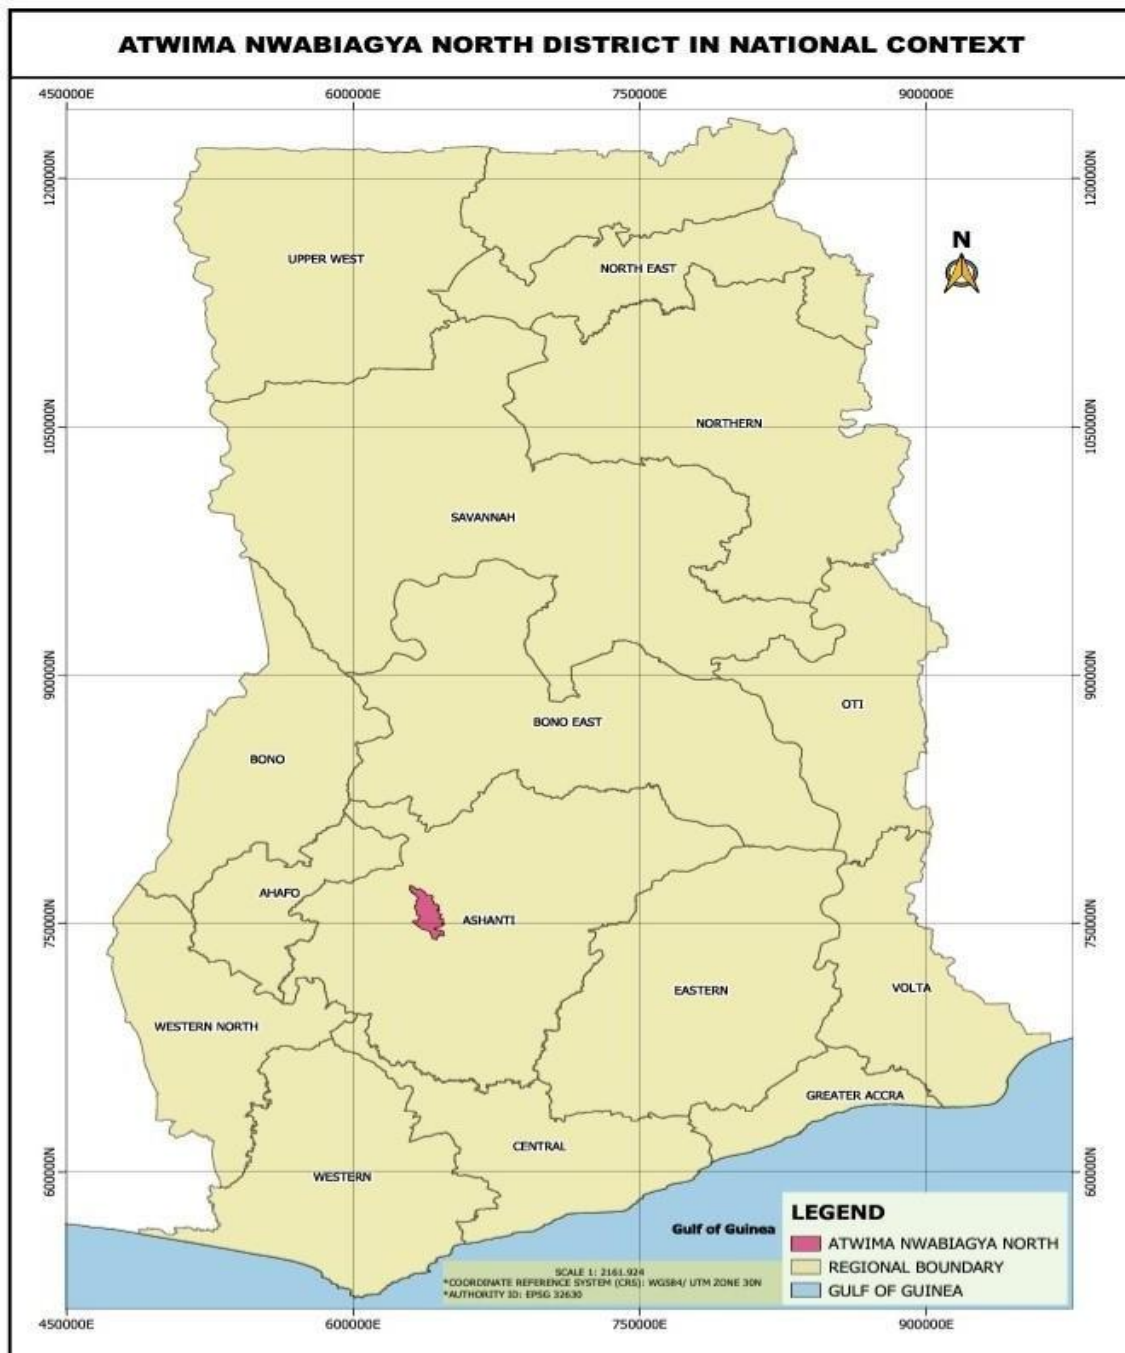 ATWIMA NWABIAGYA NORTH DISTRICT IN NATIONAL CONTEXT
450000E 600000E 750000E 900000E
1200000N 1200000N
N
UPPER WEST
NORTH EAST
1050000N 1050000N
NORTHERN
SAVANNAH
900000N 900000N
OTI
BONO EAST
BONO
AHAFO
750000N 750000N
ASHANTI
EASTERN
VOLTA
WESTERN NORTH
GREATER ACCRA
CENTRAL
600000N 600000N
WESTERN
Gulf of Guinea
LEGEND
ATWIMA NWABIAGYA NORTH
REGIONAL BOUNDARY
GULF OF GUINEA
SCALE 1: 2161.924
*COORDINATE REFERENCE SYSTEM (CRS): WGS84/ UTM ZONE 30N
*AUTHORITY ID: EPSG 32630
450000E 600000E 750000E 900000E